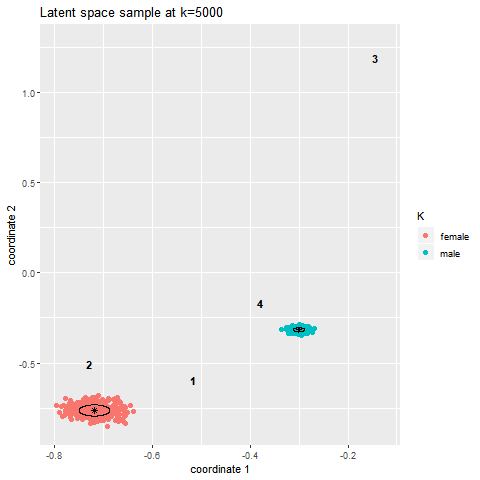 Latent space sample at k=5000
3
1.0
0.5
coordinate 2
K
female
male
0.0
4
-0.5
2
1
-0.8
-0.6
-0.4
-0.2
coordinate 1